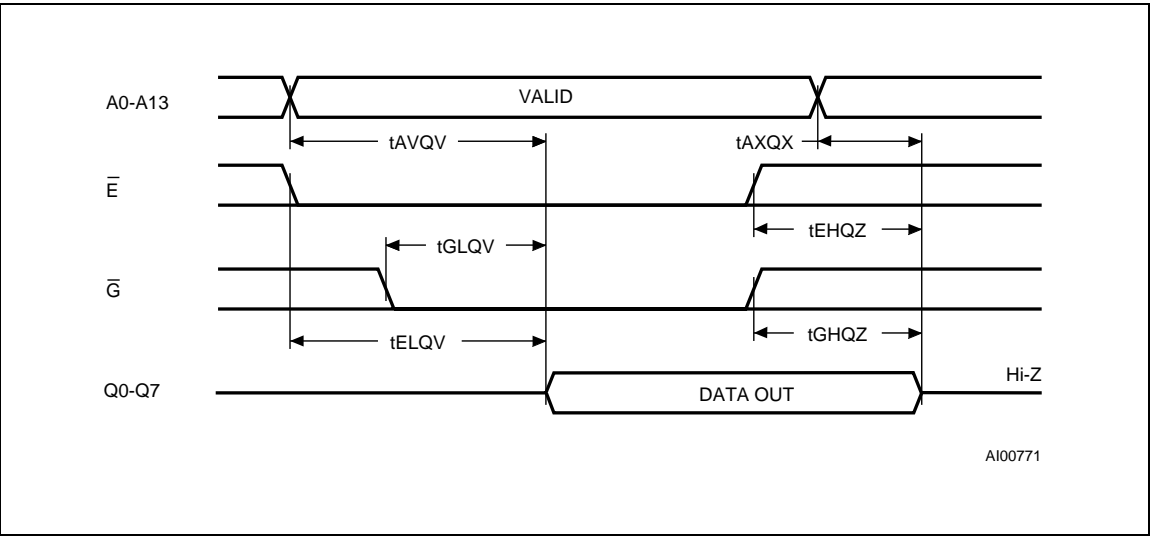 A0-A13
VALID
tAVQV
tAXQX
E̅
tEHQZ
tGLQV
G̅
tGHQZ
tELQV
Q0-Q7
DATA OUT
Hi-Z
AI00771